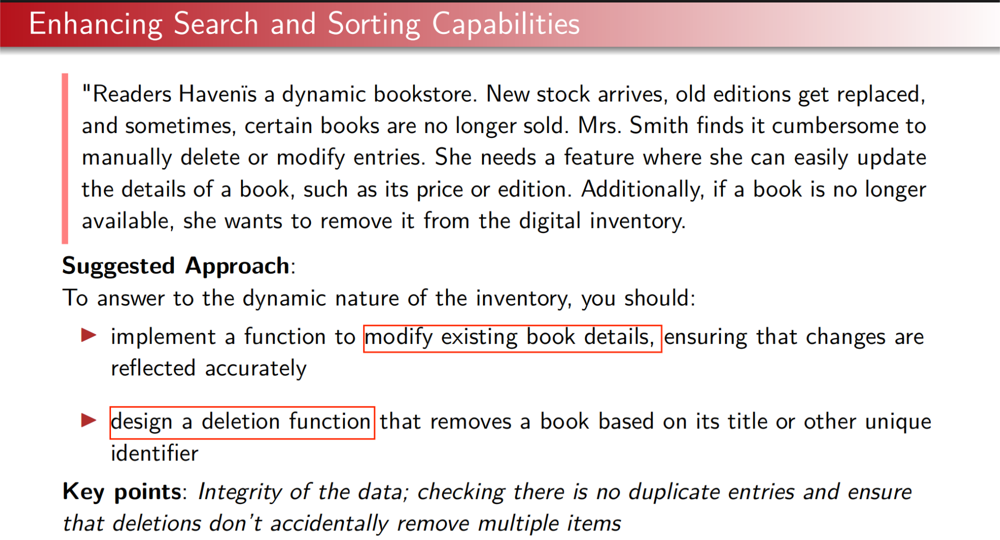 Enhancing Search and Sorting Capabilities
"Readers Havenïs a dynamic bookstore. New stock arrives, old editions get replaced,
and sometimes, certain books are no longer sold. Mrs. Smith finds it cumbersome to
manually delete or modify entries. She needs a feature where she can easily update
the details of a book, such as its price or edition. Additionally, if a book is no longer
available, she wants to remove it from the digital inventory.
Suggested Approach:
To answer to the dynamic nature of the inventory, you should:
▶ implement a function to modify existing book details, ensuring that changes are
reflected accurately
▶ design a deletion function that removes a book based on its title or other unique
identifier
Key points: Integrity of the data; checking there is no duplicate entries and ensure
that deletions don't accidentally remove multiple items